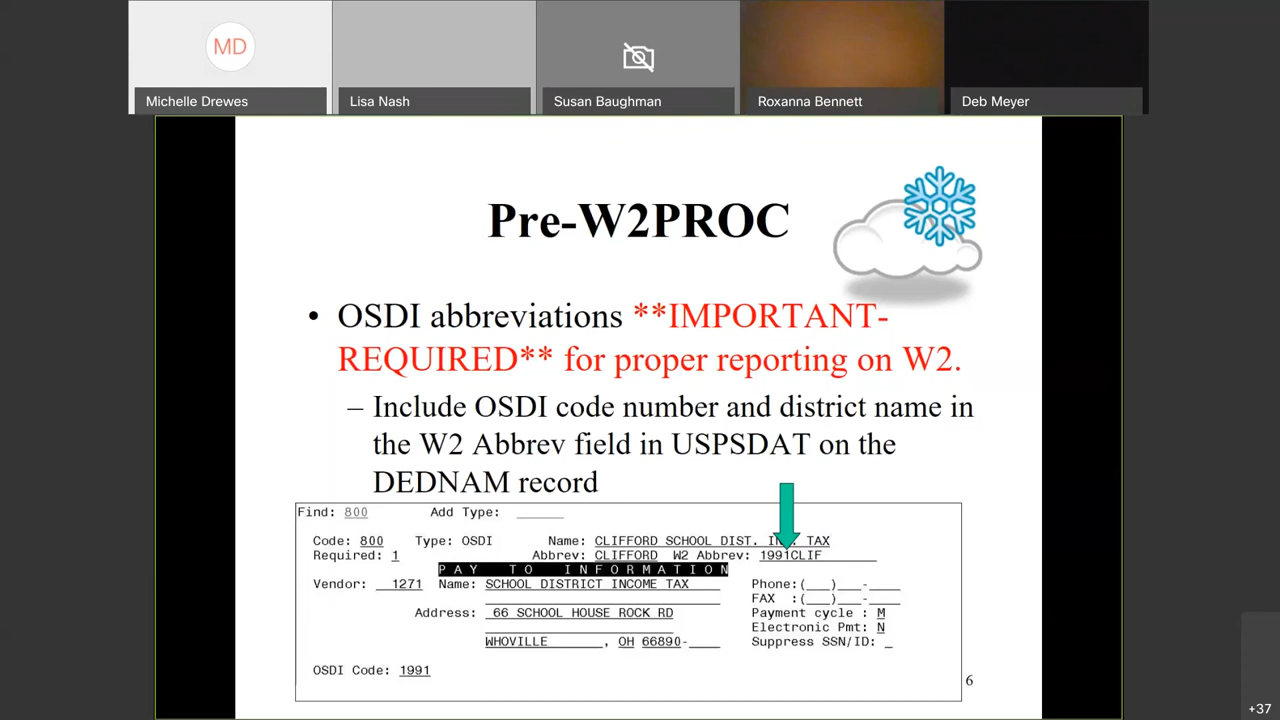 MD
Michelle Drewes
Lisa Nash
Susan Baughman
Roxanna Bennett
Deb Meyer
Pre-W2PROC
• OSDI abbreviations **IMPORTANT-
REQUIRED** for proper reporting on W2.
– Include OSDI code number and district name in
the W2 Abbrev field in USPSDAT on the
DEDNAM record
Find: 800 Add Type: ______
Code: 800 Type: OSDI Name: CLIFFORD SCHOOL DIST. TAX
Required: 1 Abbrev: CLIFFORD W2 Abbrev: 1991CLIF
PAY TO INFORMATION
Vendor: 1271 Name: SCHOOL DISTRICT INCOME TAX Phone:(___)___-____
FAX :(___)___-____
Address: 66 SCHOOL HOUSE ROCK RD Payment cycle : M
Electronic Pmt: N
WHOVILLE , OH 66890-____ Suppress SSN/ID: _
OSDI Code: 1991
6
+37